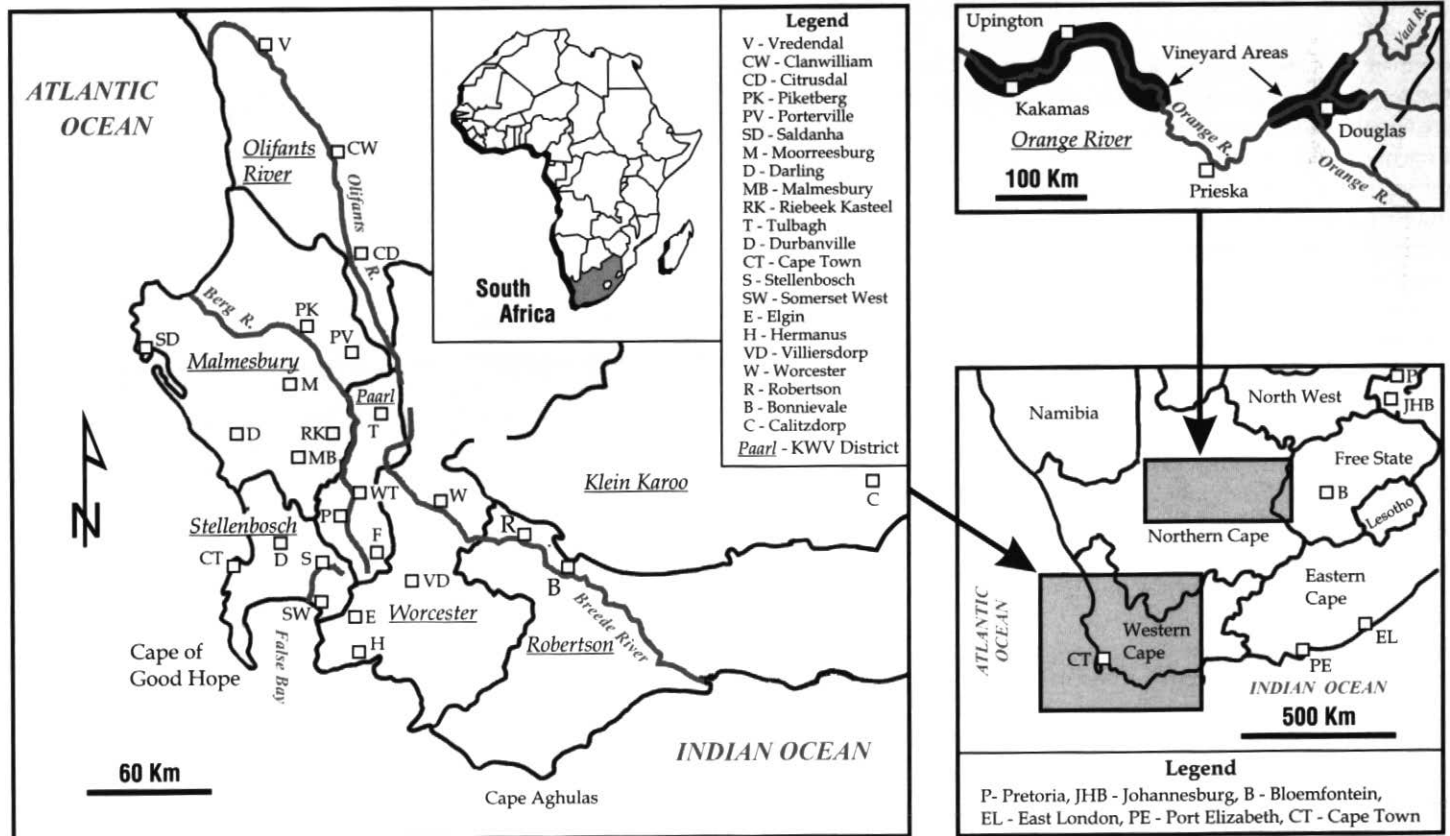 ATLANTIC
OCEAN
V
Olifants
River
CW
Olifants
R.
CD
Berg R.
PK
PV
SD
Malmesbury
M
Paarl
T
D
RK
MB
WT
W
P
Stellenbosch
F
R
CT
D
S
VD
B
SW
E
Worcester
H
Cape of
Good Hope
False Bay
Robertson
Breede River
Klein Karoo
C
N
60 Km
INDIAN OCEAN
Cape Aghulas
South
Africa
Legend
V - Vredendal
CW - Clanwilliam
CD - Citrusdal
PK - Piketberg
PV - Porterville
SD - Saldanha
M - Moorreesburg
D - Darling
MB - Malmesbury
RK - Riebeek Kasteel
T - Tulbagh
D - Durbanville
CT - Cape Town
S - Stellenbosch
SW - Somerset West
E - Elgin
H - Hermanus
VD - Villiersdorp
W - Worcester
R - Robertson
B - Bonnievale
C - Calitzdorp
Paarl - KWV District
Upington
Vineyard Areas
Vaal R.
Kakamas
Orange River
Orange R.
Douglas
100 Km
Prieska
Orange R.
P
JHB
Namibia
North West
Free State
B
Lesotho
Northern Cape
Eastern
Cape
ATLANTIC
OCEAN
Western
Cape
CT
EL
PE
INDIAN OCEAN
500 Km
Legend
P- Pretoria, JHB - Johannesburg, B - Bloemfontein,
EL - East London, PE - Port Elizabeth, CT - Cape Town